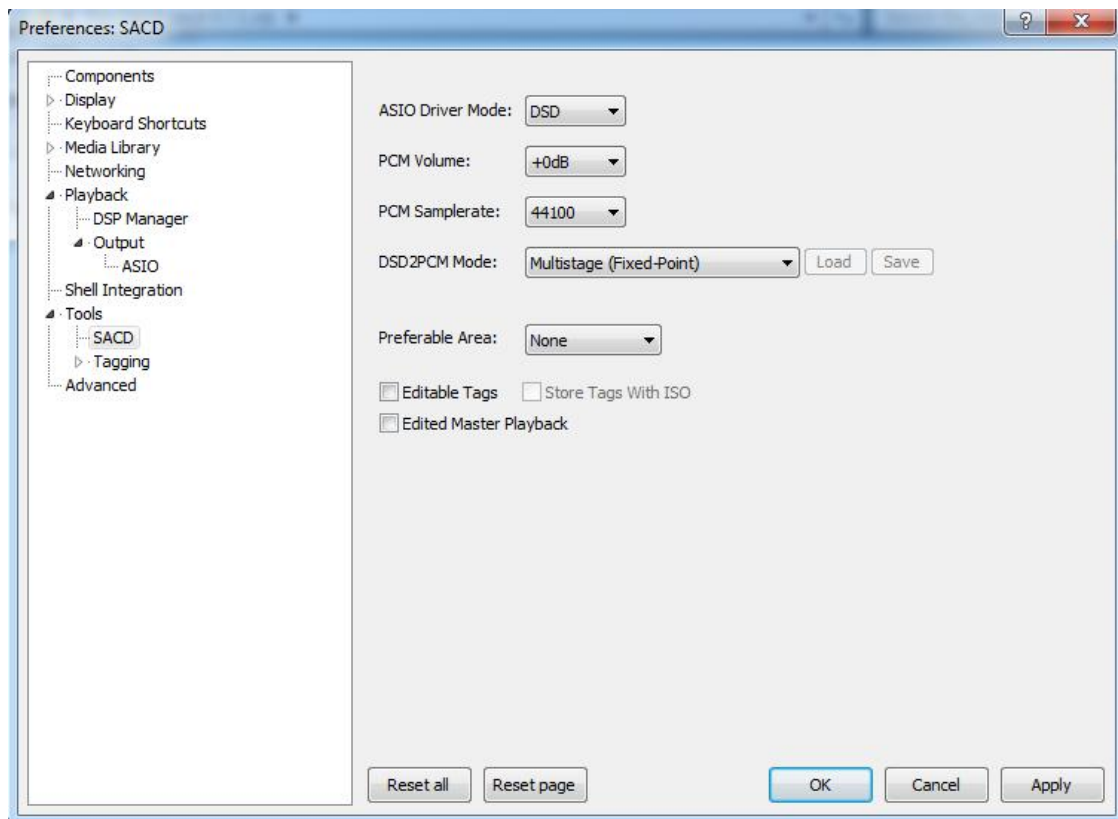 Preferences: SACD
Components
Display
Keyboard Shortcuts
Media Library
Networking
Playback
DSP Manager
Output
ASIO
Shell Integration
Tools
SACD
Tagging
Advanced
ASIO Driver Mode: DSD
PCM Volume: +0dB
PCM Samplerate: 44100
DSD2PCM Mode: Multistage (Fixed-Point) Load Save
Preferable Area: None
Editable Tags Store Tags With ISO
Edited Master Playback
Reset all Reset page OK Cancel Apply